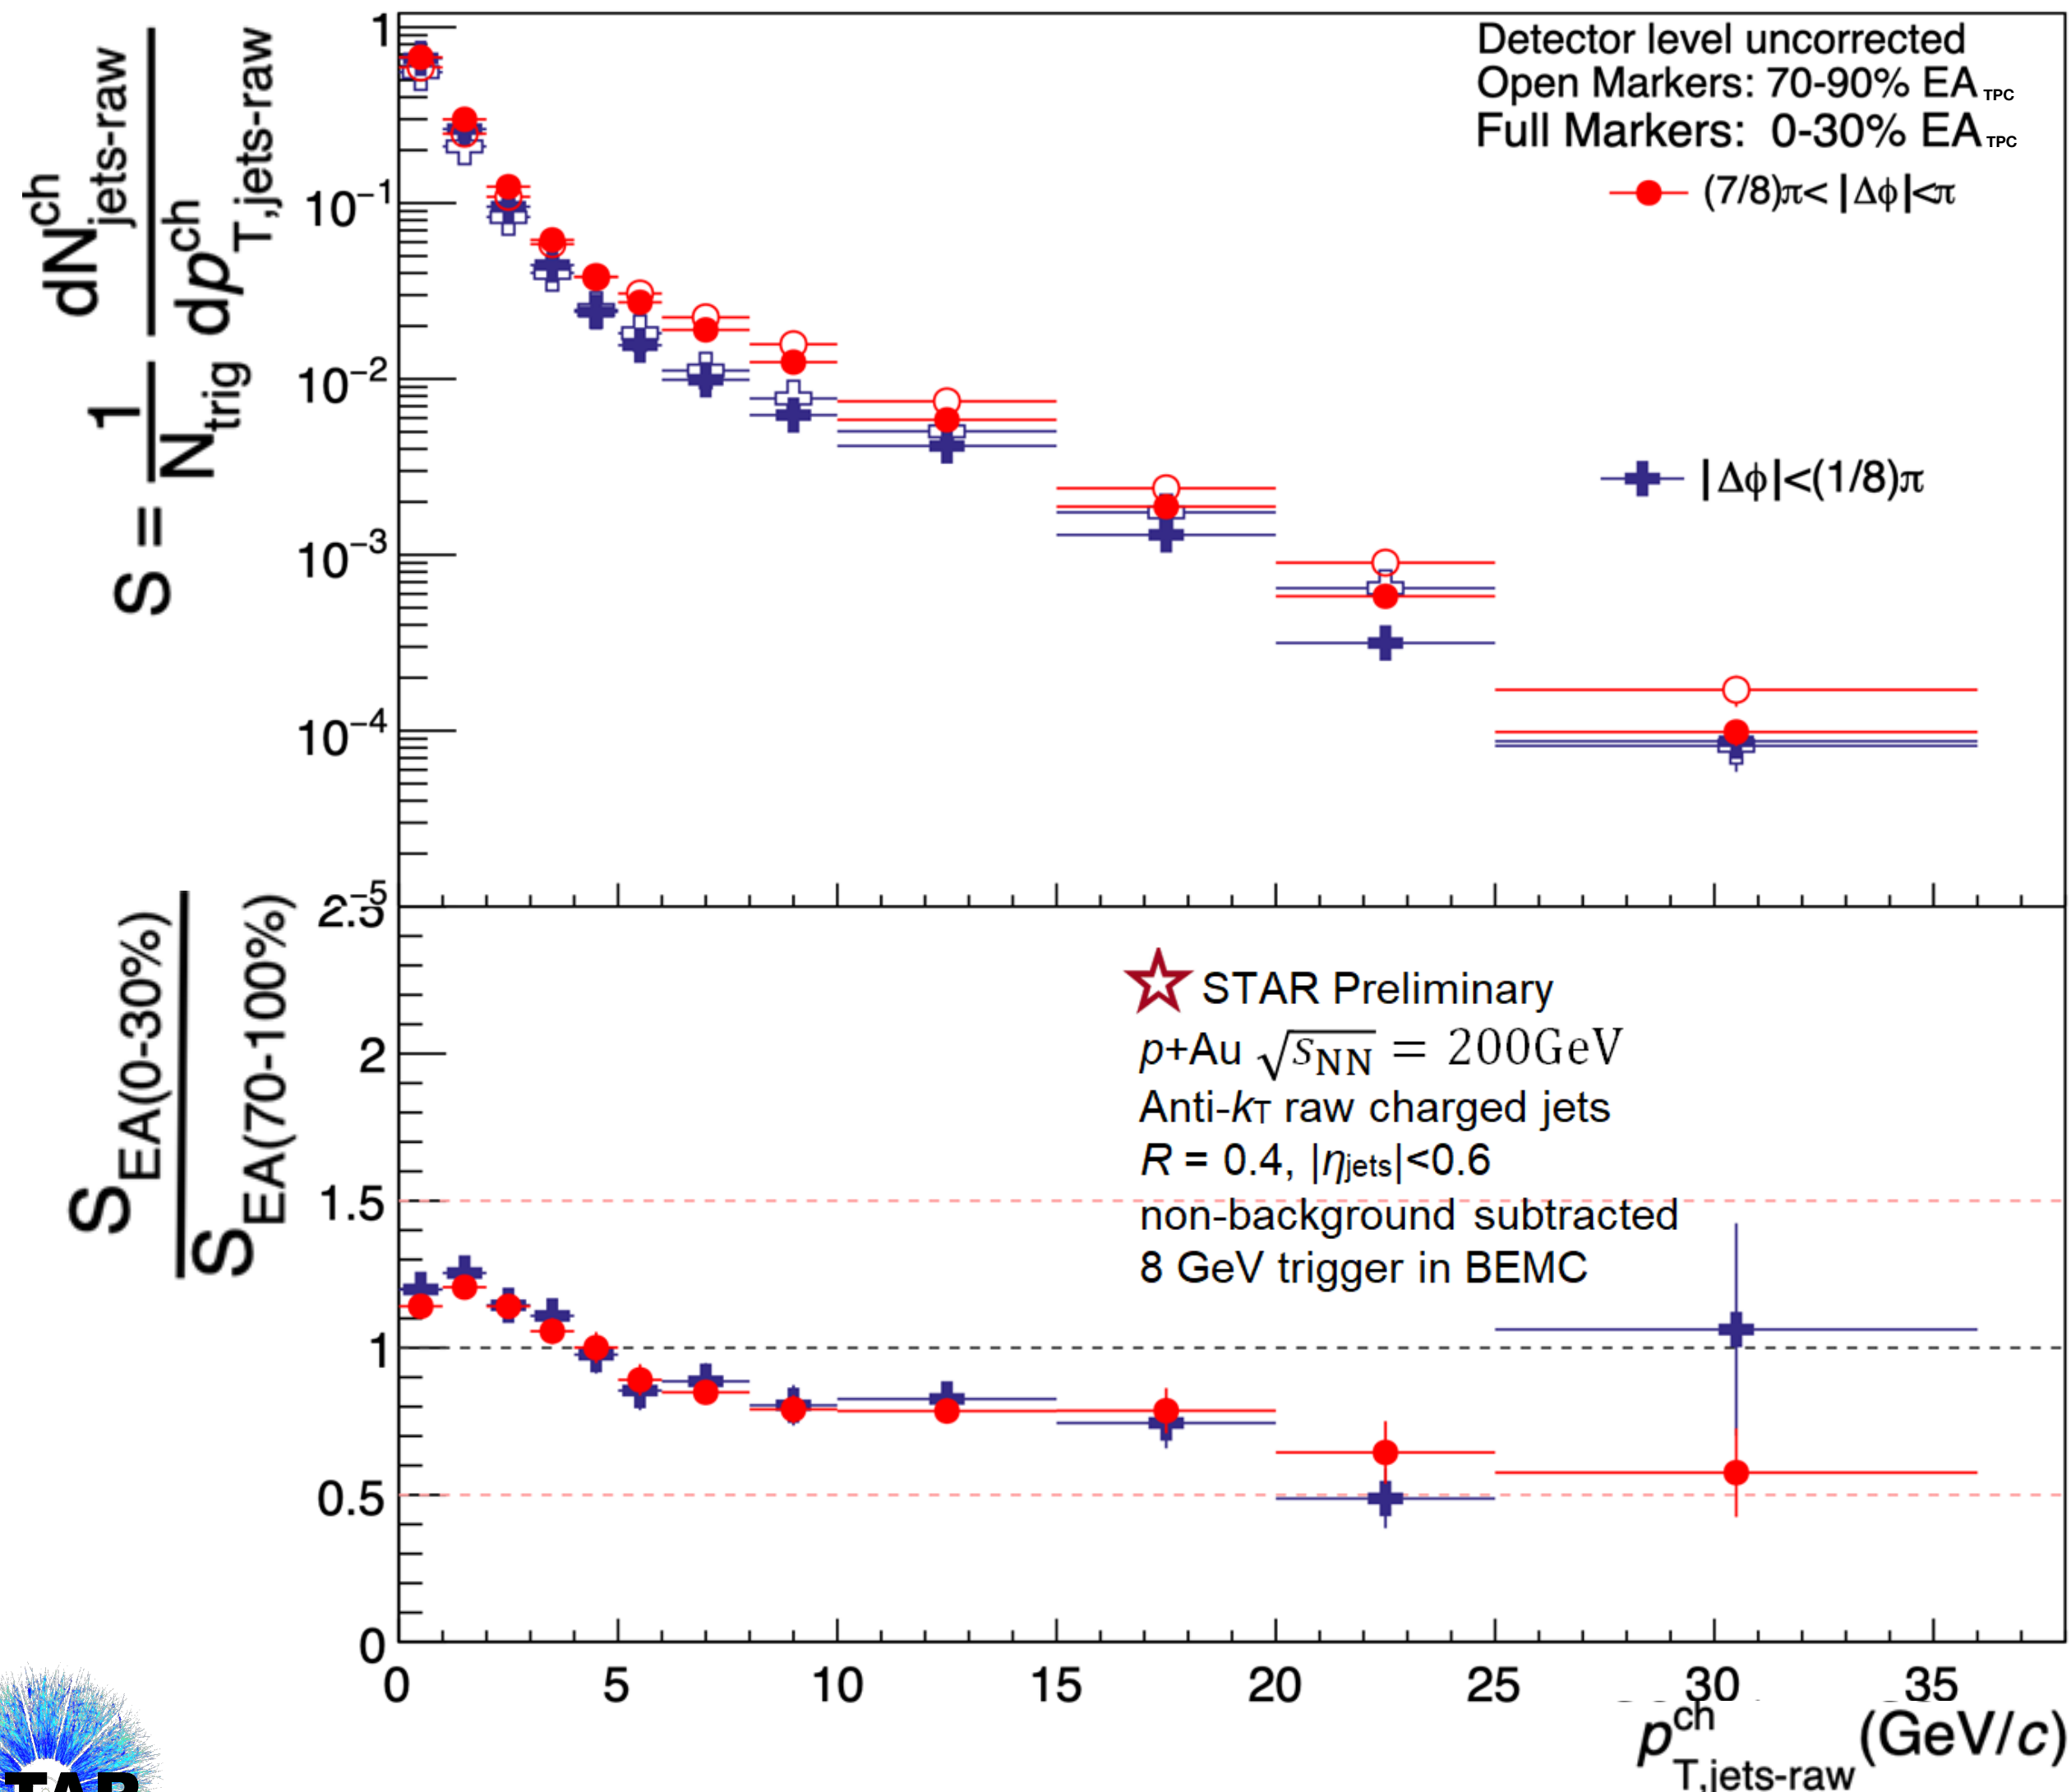 S = 1/N_trig dN^ch_jets-raw/dp^ch_T,jets-raw
1
10^−1
10^−2
10^−3
10^−4
−5
Detector level uncorrected
Open Markers: 70-90% EA TPC
Full Markers: 0-30% EA TPC
(7/8)π< |Δϕ|<π
|Δϕ|<(1/8)π
S_EA(0-30%)
S_EA(70-100%)
2.5
2
1.5
1
0.5
0
STAR Preliminary
p+Au √s_NN = 200GeV
Anti-kT raw charged jets
R = 0.4, |ηjets|<0.6
non-background subtracted
8 GeV trigger in BEMC
0 5 10 15 20 25 30 35
p^ch_T,jets-raw (GeV/c)
TAR